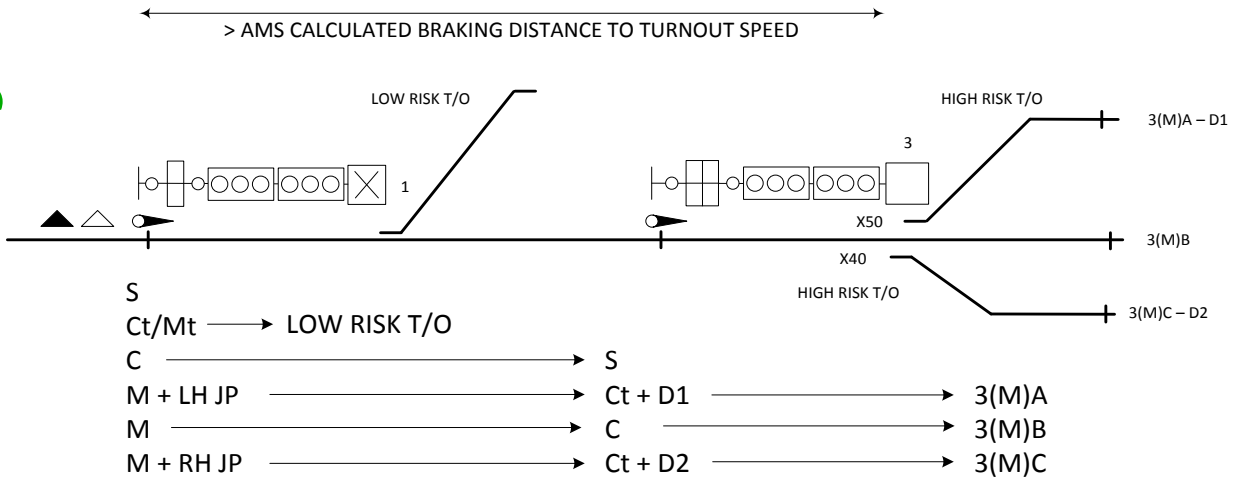 > AMS CALCULATED BRAKING DISTANCE TO TURNOUT SPEED
LOW RISK T/O
HIGH RISK T/O
3(M)A – D1
3
1
X50
3(M)B
X40
HIGH RISK T/O
3(M)C – D2
S
Ct/Mt LOW RISK T/O
C S
M + LH JP Ct + D1 3(M)A
M C 3(M)B
M + RH JP Ct + D2 3(M)C